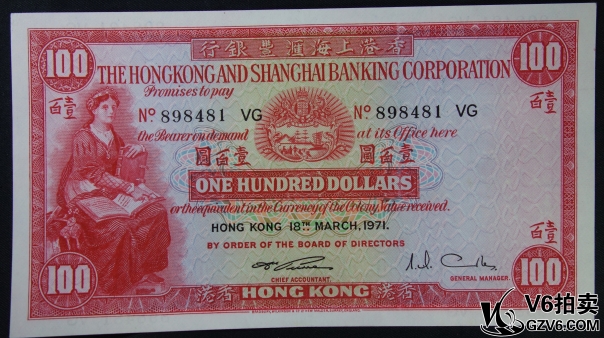 行銀豐滙海上港香
100 THE HONGKONG AND SHANGHAI BANKING CORPORATION 100
Promises to pay
壹百
壹百
Nº 898481 VG
Nº 898481 VG
the Bearer on demand
at its Office here
圓百壹
圓百壹
ONE HUNDRED DOLLARS
or the equivalent in the Currency of the Colony Value received.
HONG KONG 18TH MARCH, 1971.
BY ORDER OF THE BOARD OF DIRECTORS
壹百
CHIEF ACCOUNTANT.
GENERAL MANAGER.
100
港香 HONG KONG 港香
100
V6拍卖
GZV6.COM